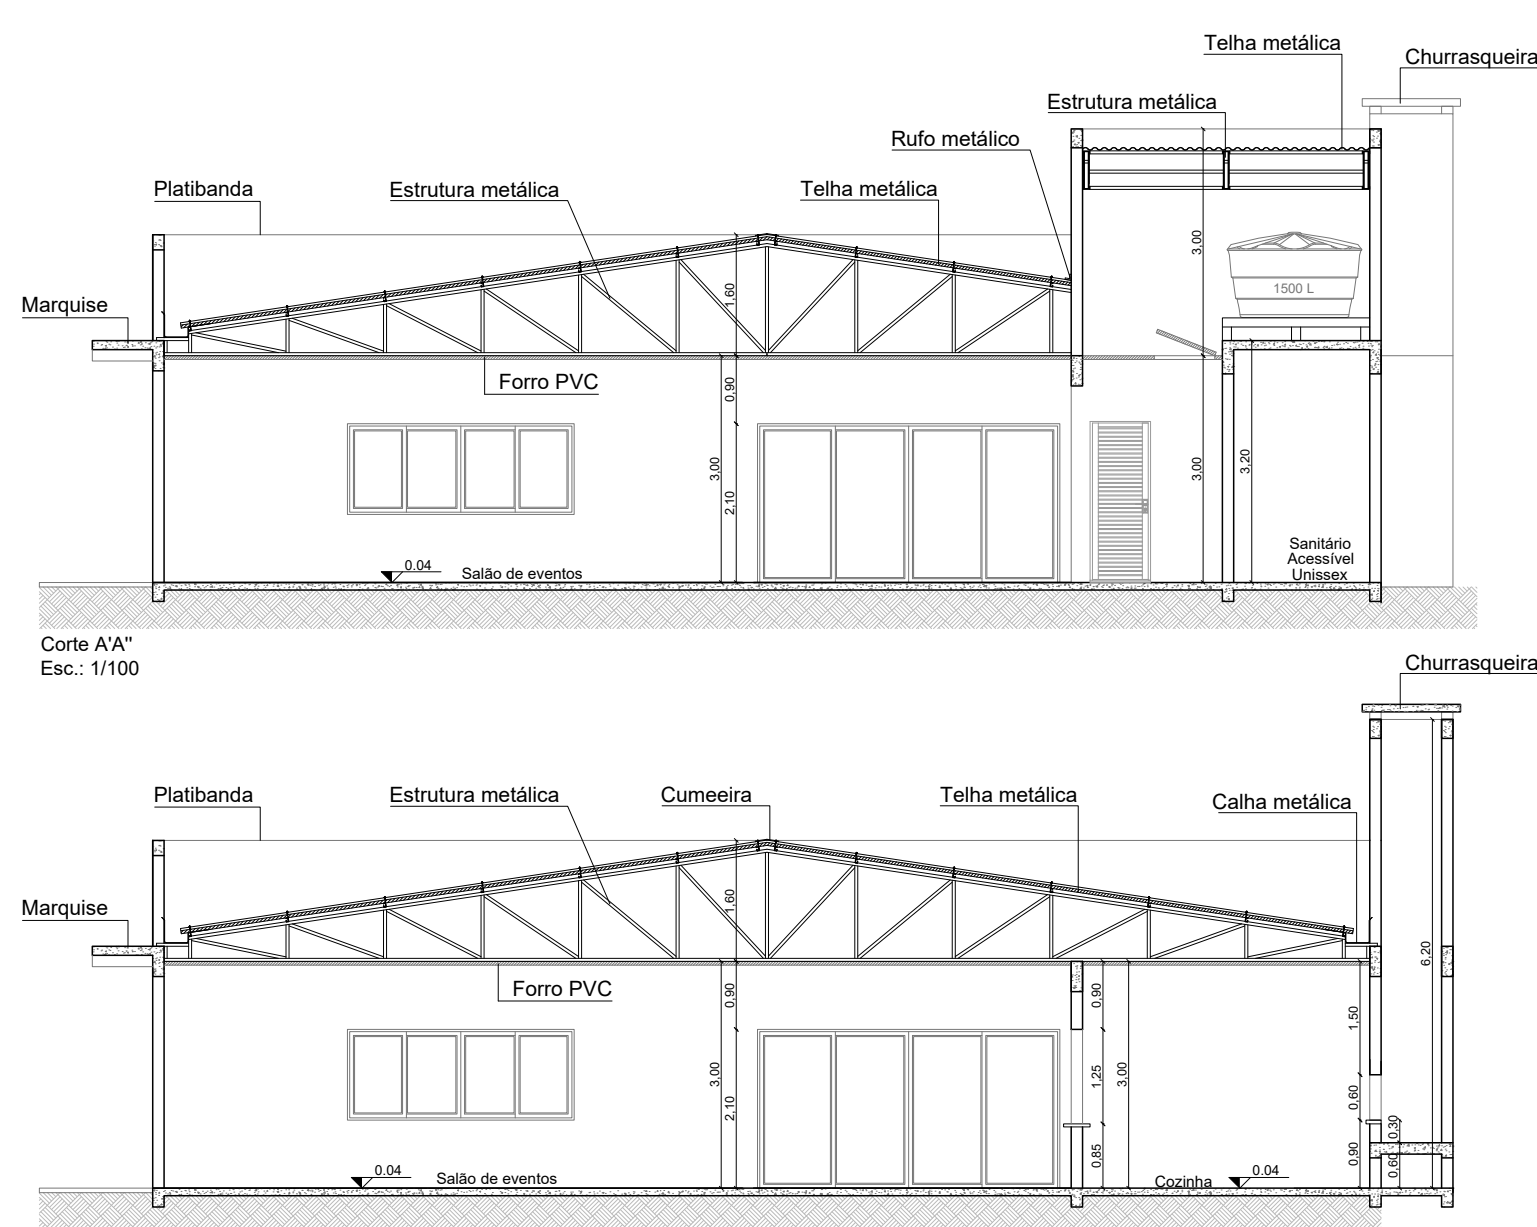 Telha metálica
Churrasqueira
Estrutura metálica
Rufo metálico
Platibanda
Estrutura metálica
Telha metálica
3,00
1500 L
1,60
Marquise
Forro PVC
0,90
3,00
2,10
3,00
3,20
Sanitário
Acessível
Unissex
0.04
Salão de eventos
Corte A'A"
Esc.: 1/100
Churrasqueira
Platibanda
Estrutura metálica
Cumeeira
Telha metálica
Calha metálica
1,60
Marquise
6,20
Forro PVC
0,90
0,90
1,50
3,00
2,10
1,25
3,00
0,60
0,30
0,85
0,90
0,60
0.04
Salão de eventos
Cozinha
0.04